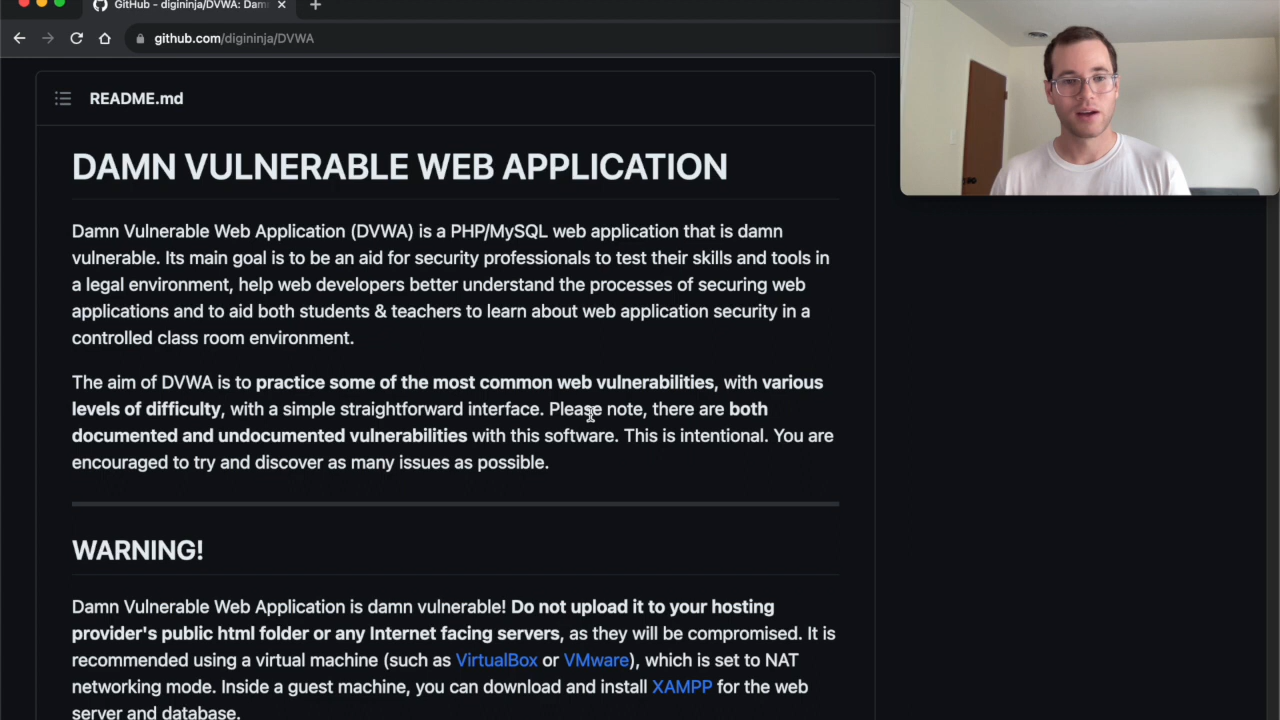 GitHub - digininja/DVWA: Dam
github.com/digininja/DVWA
README.md
DAMN VULNERABLE WEB APPLICATION
Damn Vulnerable Web Application (DVWA) is a PHP/MySQL web application that is damn
vulnerable. Its main goal is to be an aid for security professionals to test their skills and tools in
a legal environment, help web developers better understand the processes of securing web
applications and to aid both students & teachers to learn about web application security in a
controlled class room environment.
The aim of DVWA is to practice some of the most common web vulnerabilities, with various
levels of difficulty, with a simple straightforward interface. Please note, there are both
documented and undocumented vulnerabilities with this software. This is intentional. You are
encouraged to try and discover as many issues as possible.
WARNING!
Damn Vulnerable Web Application is damn vulnerable! Do not upload it to your hosting
provider's public html folder or any Internet facing servers, as they will be compromised. It is
recommended using a virtual machine (such as VirtualBox or VMware), which is set to NAT
networking mode. Inside a guest machine, you can download and install XAMPP for the web
server and database.